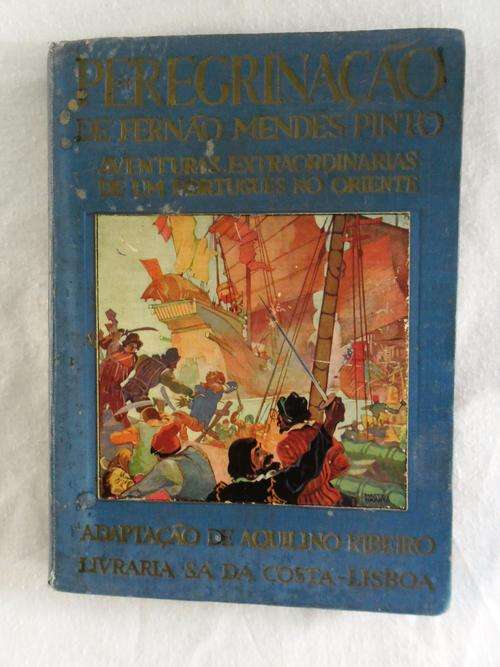 PEREGRINAÇÃO
DE FERNÃO MENDES PINTO
AVENTURAS EXTRAORDINARIAS
DE UM PORTUGUÊS NO ORIENTE
ADAPTAÇÃO DE AQUILINO RIBEIRO
LIVRARIA SÁ DA COSTA-LISBOA